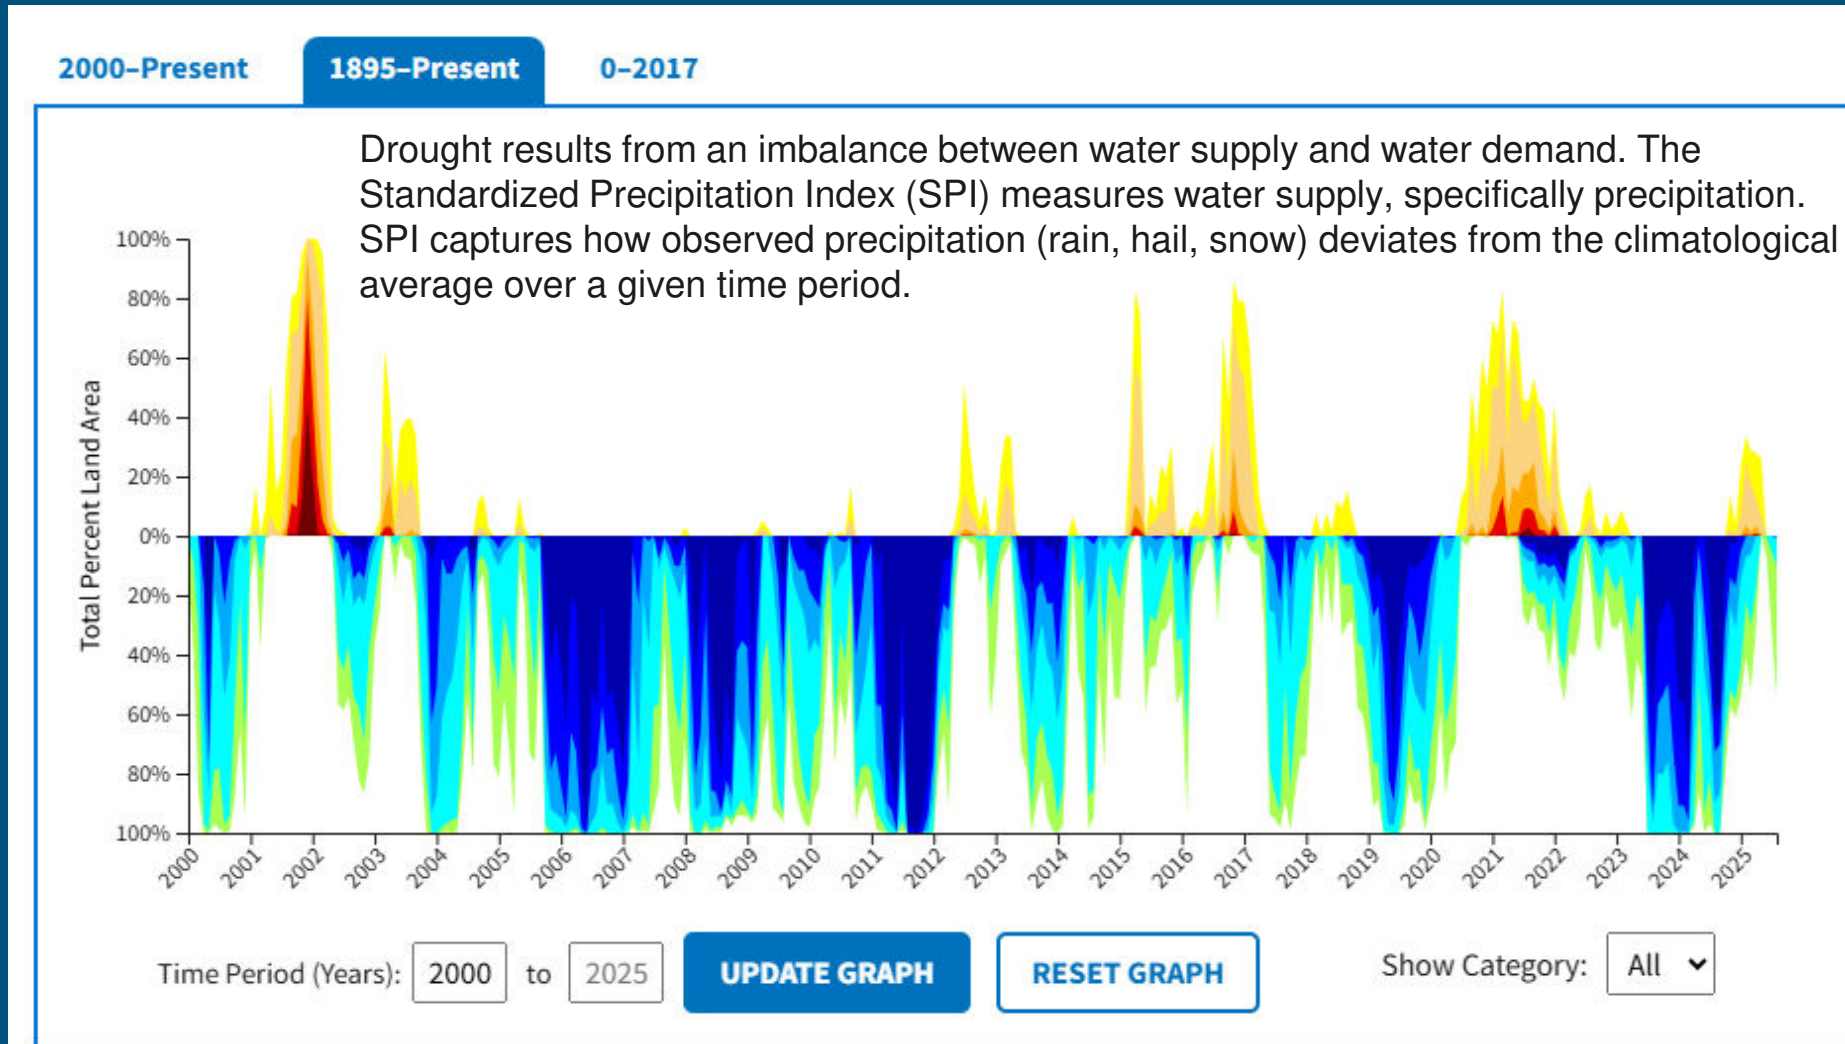 2000–Present 1895–Present 0–2017
Drought results from an imbalance between water supply and water demand. The
Standardized Precipitation Index (SPI) measures water supply, specifically precipitation.
SPI captures how observed precipitation (rain, hail, snow) deviates from the climatological
average over a given time period.
Total Percent Land Area
100%
80%
60%
40%
20%
0%
20%
40%
60%
80%
100%
2000 2001 2002 2003 2004 2005 2006 2007 2008 2009 2010 2011 2012 2013 2014 2015 2016 2017 2018 2019 2020 2021 2022 2023 2024 2025
Time Period (Years): 2000 to 2025 UPDATE GRAPH RESET GRAPH Show Category: All